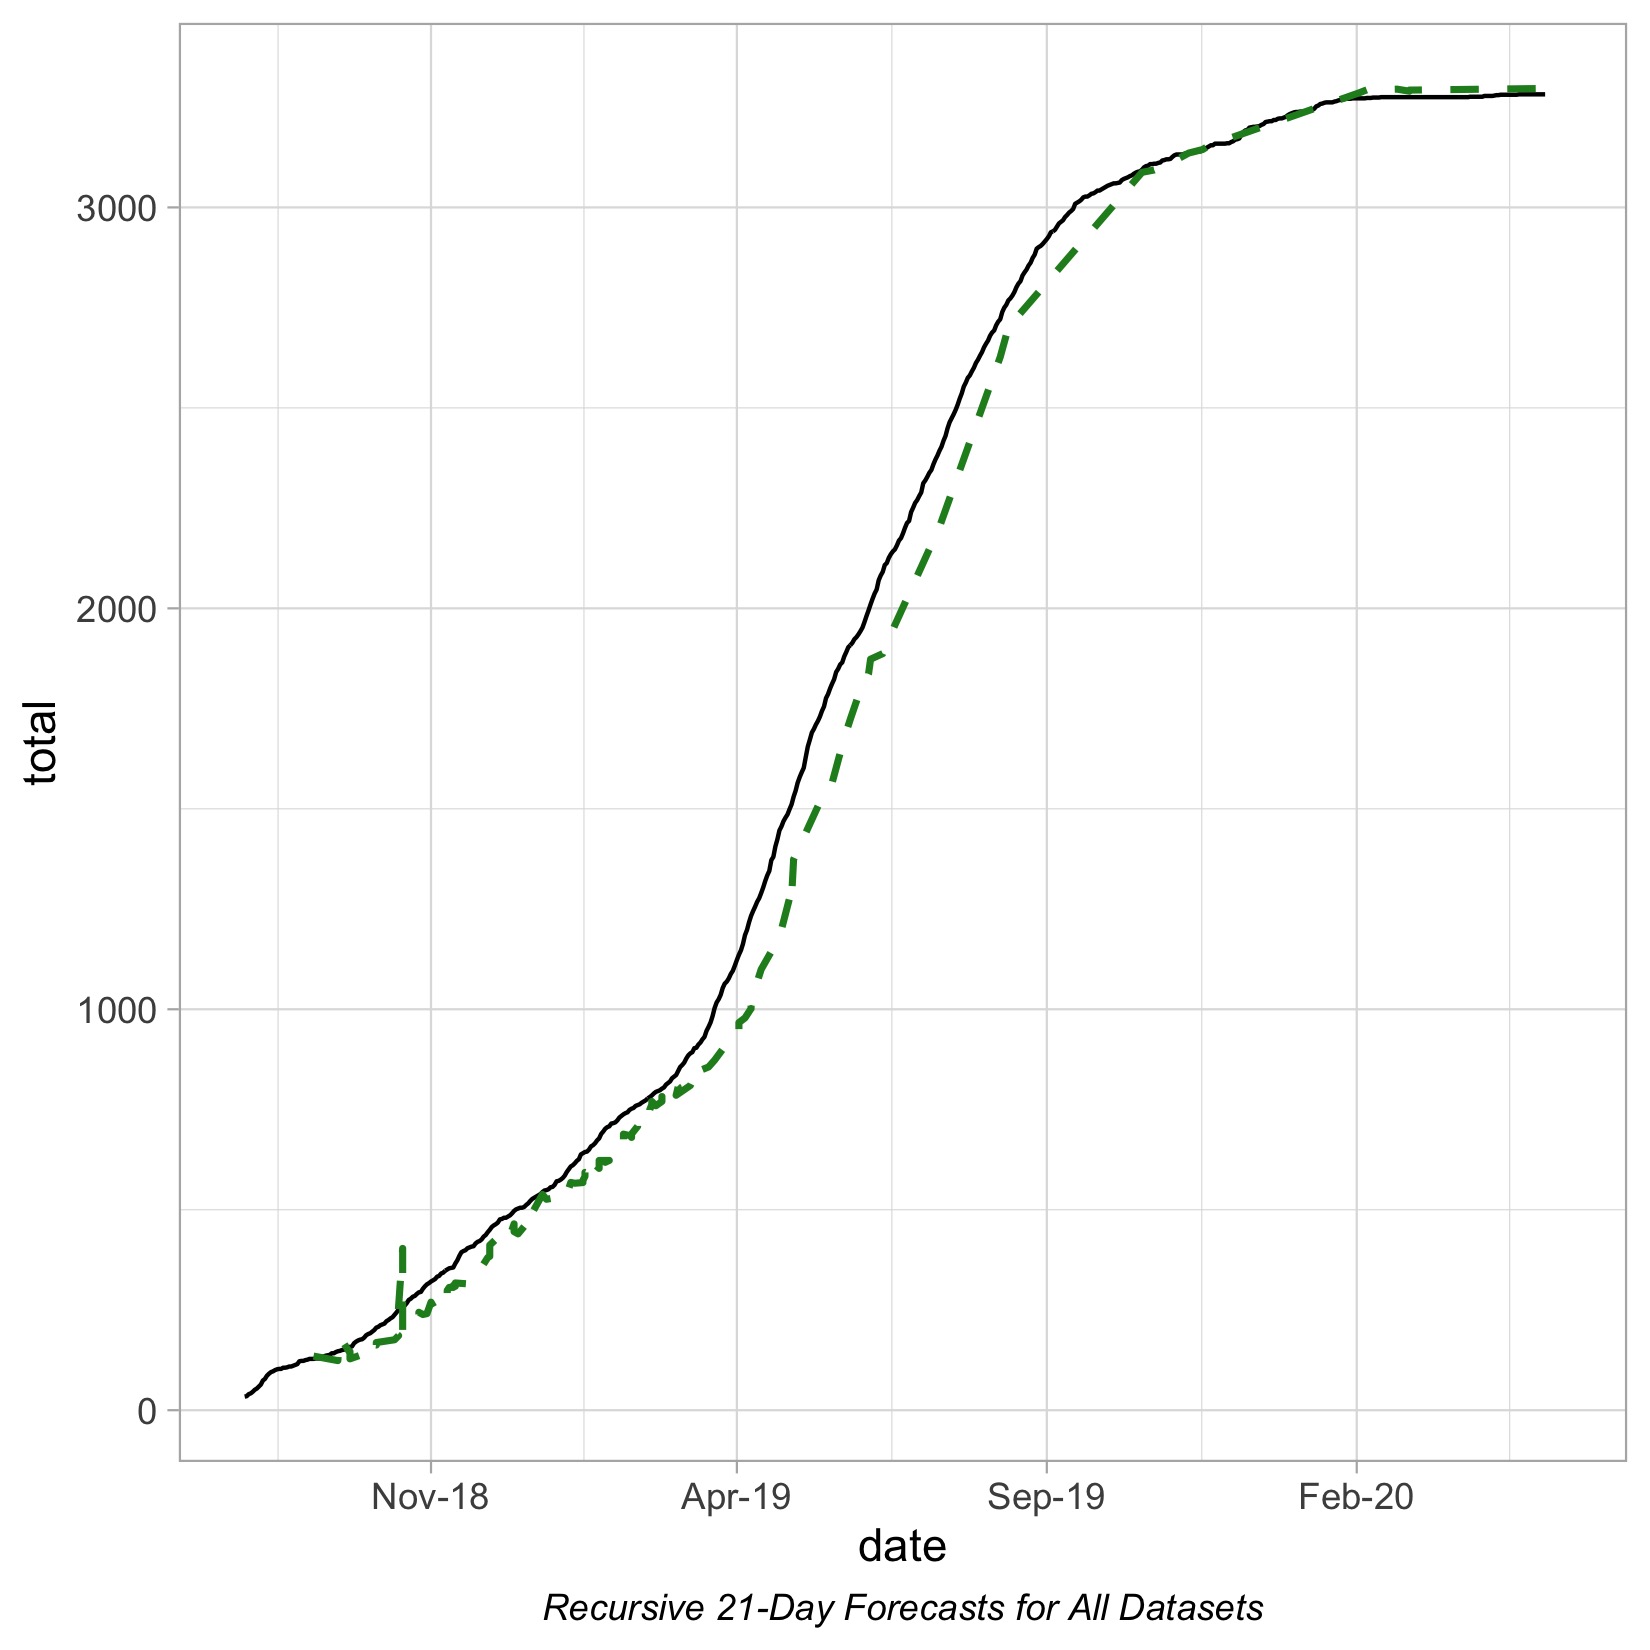 3000
2000
1000
0
total
Nov-18 Apr-19 Sep-19 Feb-20
date
Recursive 21-Day Forecasts for All Datasets